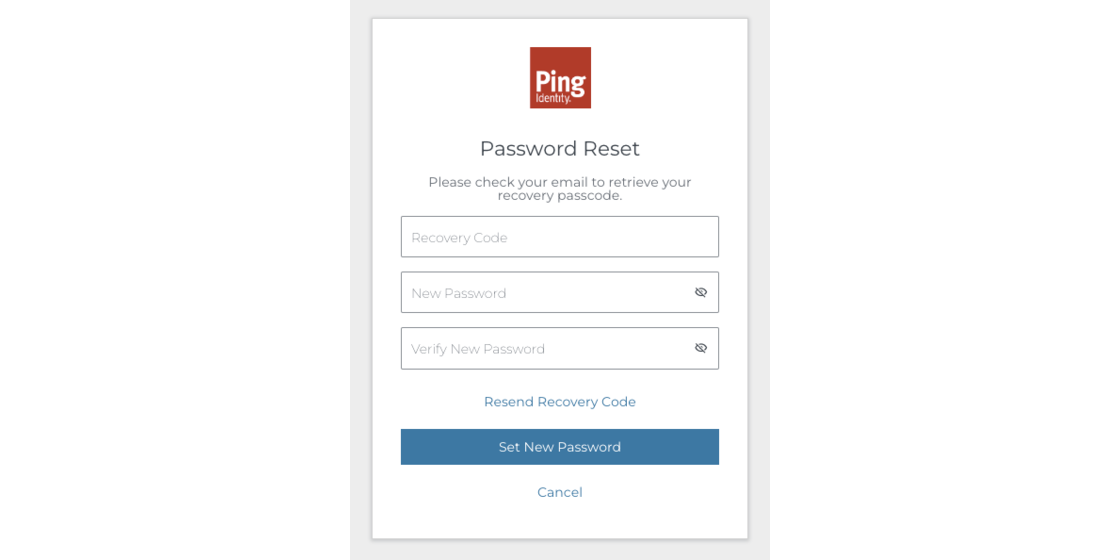 Ping
Identity.
Password Reset
Please check your email to retrieve your
recovery passcode.
Recovery Code
New Password
Verify New Password
Resend Recovery Code
Set New Password
Cancel